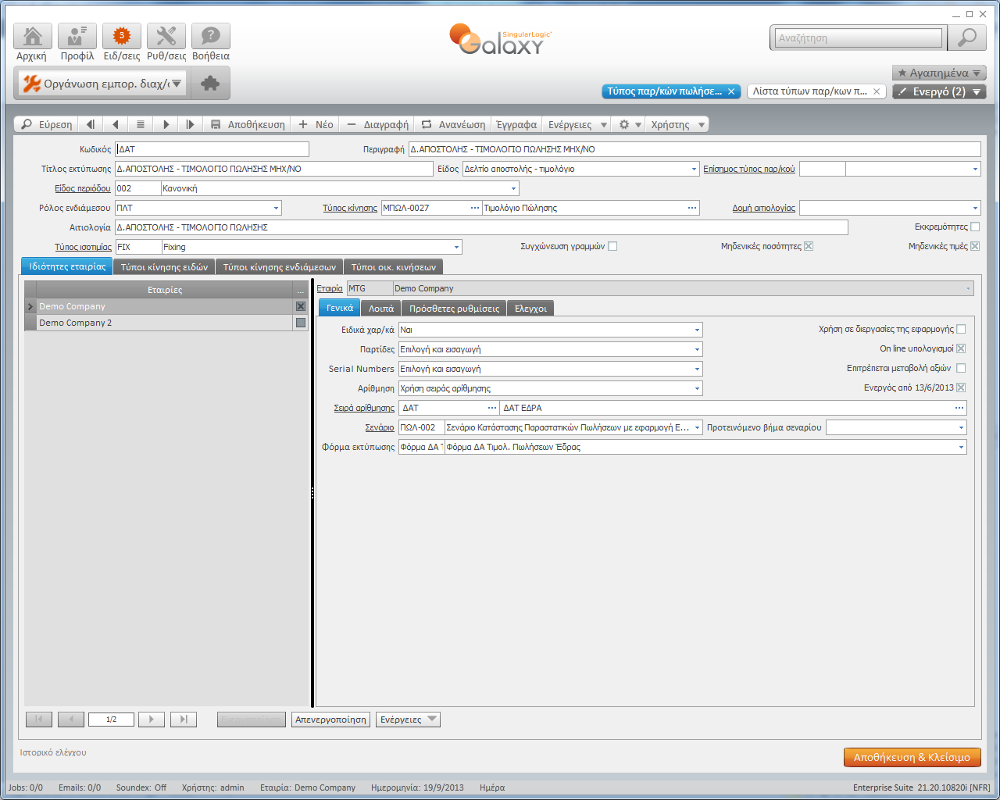 SingularLogic
Galaxy
Αρχική Προφίλ Ειδ/σεις Ρυθ/σεις Βοήθεια
3
Αναζήτηση
Οργάνωση εμπορ. διαχ/
Αγαπημένα
Τύπος παρ/κών πωλήσε... Λίστα τύπων παρ/κων π... Ενεργό (2)
Εύρεση Αποθήκευση Νέο Διαγραφή Ανανέωση Έγγραφα Ενέργειες Χρήστης
Κωδικός ΔΑΤ Περιγραφή Δ.ΑΠΟΣΤΟΛΗΣ - ΤΙΜΟΛΟΓΙΟ ΠΩΛΗΣΗΣ ΜΗΧ/ΝΟ
Τίτλος εκτύπωσης Δ.ΑΠΟΣΤΟΛΗΣ - ΤΙΜΟΛΟΓΙΟ ΠΩΛΗΣΗΣ ΜΗΧ/ΝΟ Είδος Δελτίο αποστολής - τιμολόγιο Επίσημος τύπος παρ/κού
Είδος περιόδου 002 Κανονική
Ρόλος ενδιάμεσου ΠΛΤ Τύπος κίνησης ΜΠΩΛ-0027 ... Τιμολόγιο Πώλησης ... Δομή αιτιολογίας
Αιτιολογία Δ.ΑΠΟΣΤΟΛΗΣ - ΤΙΜΟΛΟΓΙΟ ΠΩΛΗΣΗΣ Εκκρεμότητες
Τύπος ισοτιμίας FIX Fixing Συγχώνευση γραμμών Μηδενικές ποσότητες Μηδενικές τιμές
Ιδιότητες εταιρίας Τύποι κίνησης ειδών Τύποι κίνησης ενδιάμεσων Τύποι οικ. κινήσεων
Εταιρίες ...
Demo Company
Demo Company 2
Εταιρία MTG Demo Company
Γενικά Λοιπά Πρόσθετες ρυθμίσεις Έλεγχοι
Ειδικά χαρ/κά Ναι Χρήση σε διεργασίες της εφαρμογής
Παρτίδες Επιλογή και εισαγωγή On line υπολογισμοί
Serial Numbers Επιλογή και εισαγωγή Επιτρέπεται μεταβολή αξιών
Αρίθμηση Χρήση σειράς αρίθμησης Ενεργός από 13/6/2013
Σειρά αρίθμησης ΔΑΤ ... ΔΑΤ ΕΔΡΑ ...
Σενάριο ΠΩΛ-002 Σενάριο Κατάστασης Παραστατικών Πωλήσεων με εφαρμογή Ε... Προτεινόμενο βήμα σεναρίου
Φόρμα εκτύπωσης Φόρμα ΔΑ Τ Φόρμα ΔΑ Τιμολ. Πωλήσεων Έδρας
1/2 Ενεργοποίηση Απενεργοποίηση Ενέργειες
Ιστορικό ελέγχου
Αποθήκευση & Κλείσιμο
Jobs: 0/0 Emails: 0/0 Soundex: Off Χρήστης: admin Εταιρία: Demo Company Ημερομηνία: 19/9/2013 Ημέρα Enterprise Suite 21.20.10820i [NFR]